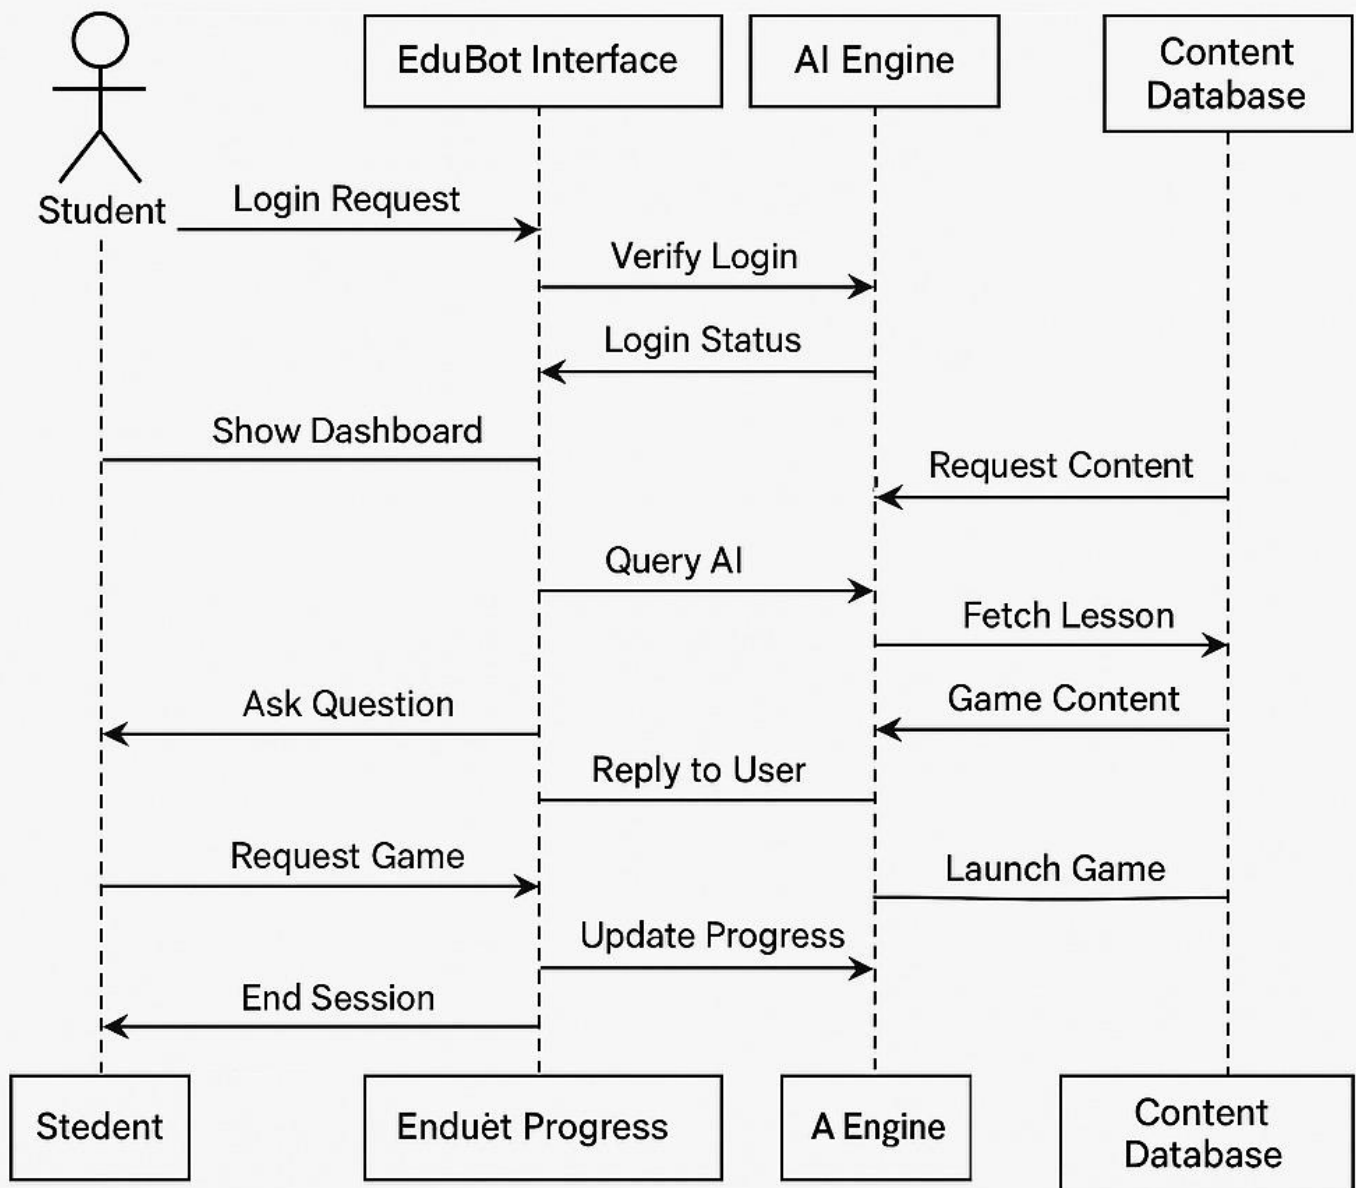 EduBot Interface
AI Engine
Content
Database
Student
Login Request
Verify Login
Login Status
Show Dashboard
Request Content
Query AI
Fetch Lesson
Game Content
Ask Question
Reply to User
Request Game
Launch Game
Update Progress
End Session
Stedent
Enduėt Progress
A Engine
Content
Database